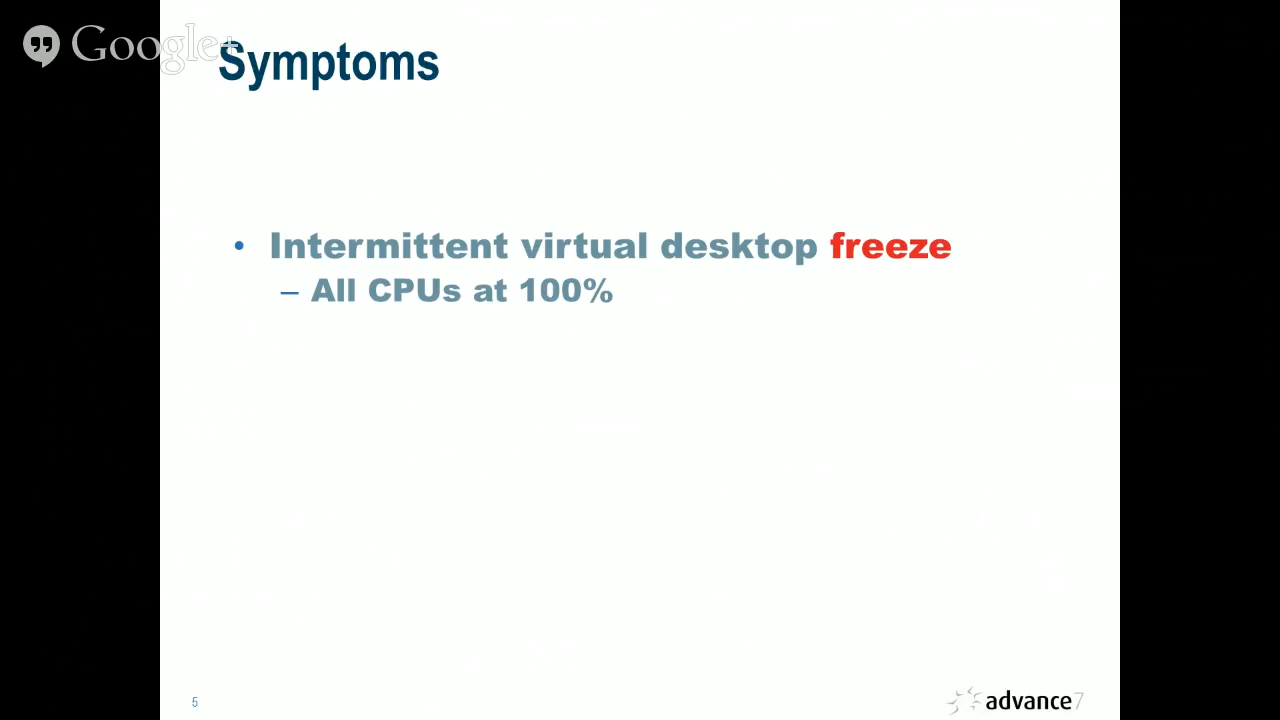 Google+
Symptoms
• Intermittent virtual desktop freeze
– All CPUs at 100%
5
advance7